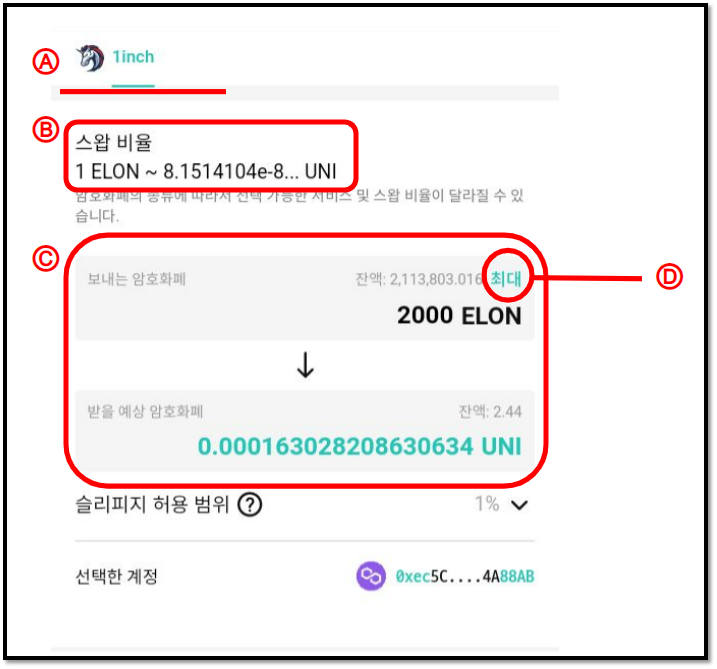 Ⓐ 1inch
Ⓑ 스왑 비율
1 ELON ~ 8.1514104e-8... UNI
암호화폐의 종류에 따라서 선택 가능한 서비스 및 스왑 비율이 달라질 수 있
습니다.
Ⓒ
보내는 암호화폐 잔액: 2,113,803.016 최대 Ⓓ
2000 ELON
↓
받을 예상 암호화폐 잔액: 2.44
0.000163028208630634 UNI
슬리피지 허용 범위 ? 1%
선택한 계정 0xec5C....4A88AB